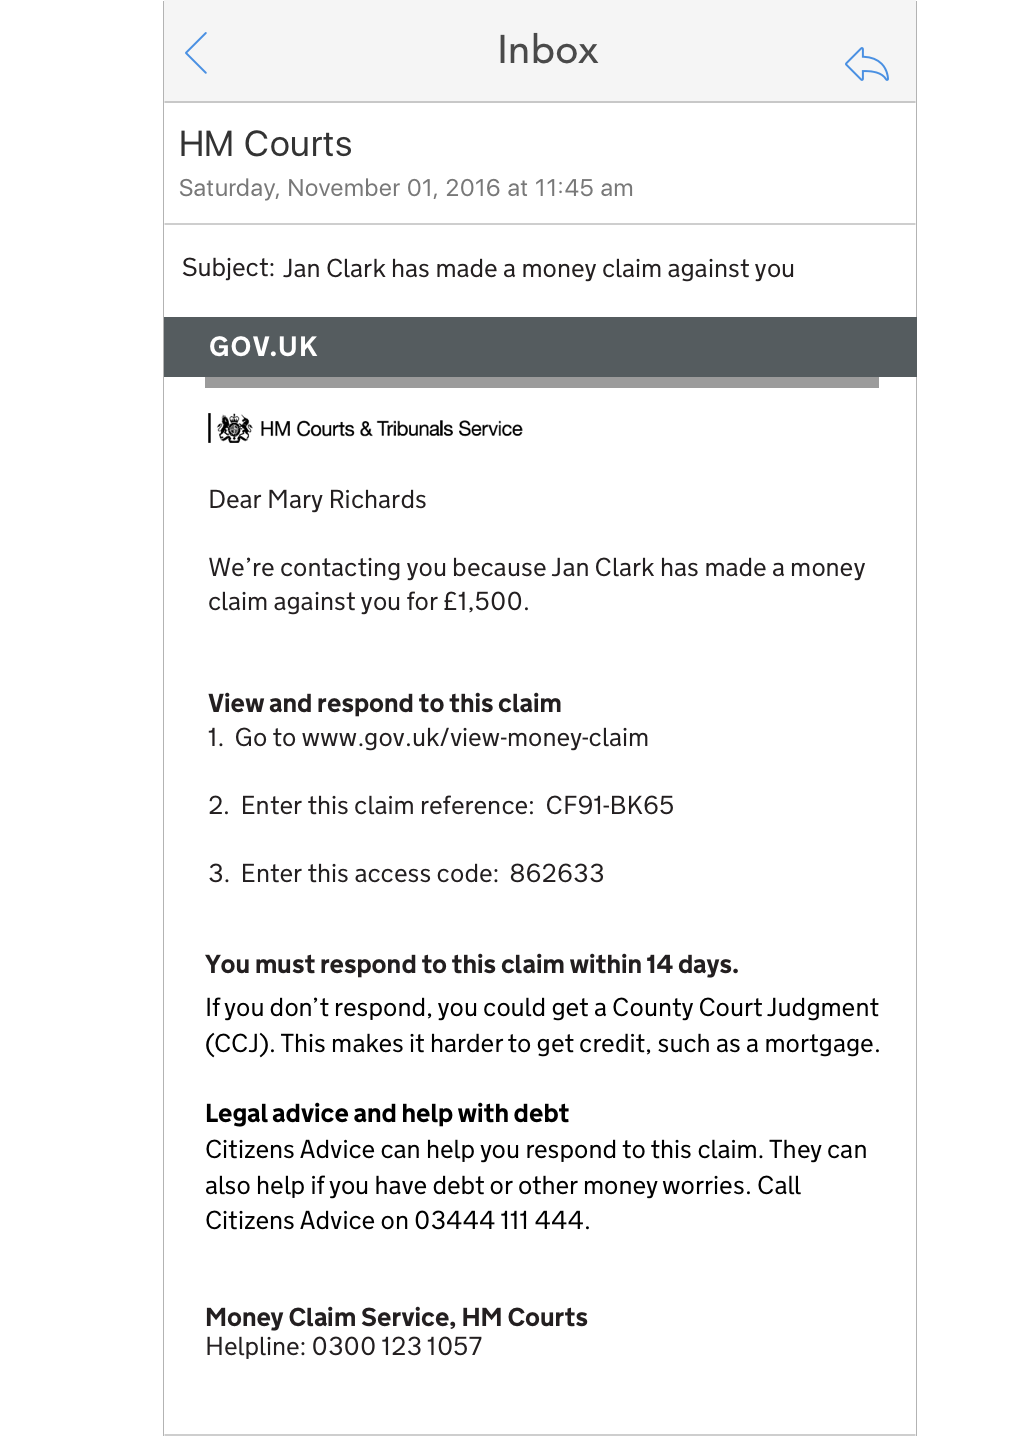 Inbox
HM Courts
Saturday, November 01, 2016 at 11:45 am
Subject: Jan Clark has made a money claim against you
GOV.UK
HM Courts & Tribunals Service
Dear Mary Richards
We’re contacting you because Jan Clark has made a money
claim against you for £1,500.
View and respond to this claim
1. Go to www.gov.uk/view-money-claim
2. Enter this claim reference: CF91-BK65
3. Enter this access code: 862633
You must respond to this claim within 14 days.
If you don’t respond, you could get a County Court Judgment
(CCJ). This makes it harder to get credit, such as a mortgage.
Legal advice and help with debt
Citizens Advice can help you respond to this claim. They can
also help if you have debt or other money worries. Call
Citizens Advice on 03444 111 444.
Money Claim Service, HM Courts
Helpline: 0300 123 1057